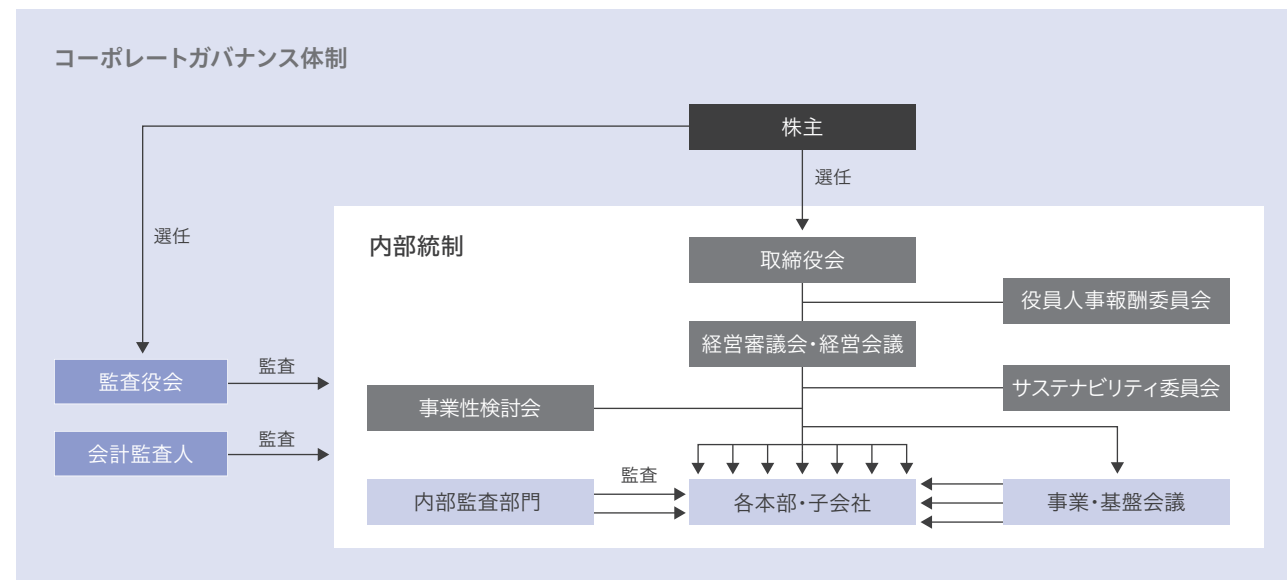 コーポレートガバナンス体制
株主
選任
選任
内部統制
取締役会
役員人事報酬委員会
経営審議会・経営会議
監査役会
監査
サステナビリティ委員会
事業性検討会
会計監査人
監査
内部監査部門
監査
各本部・子会社
事業・基盤会議